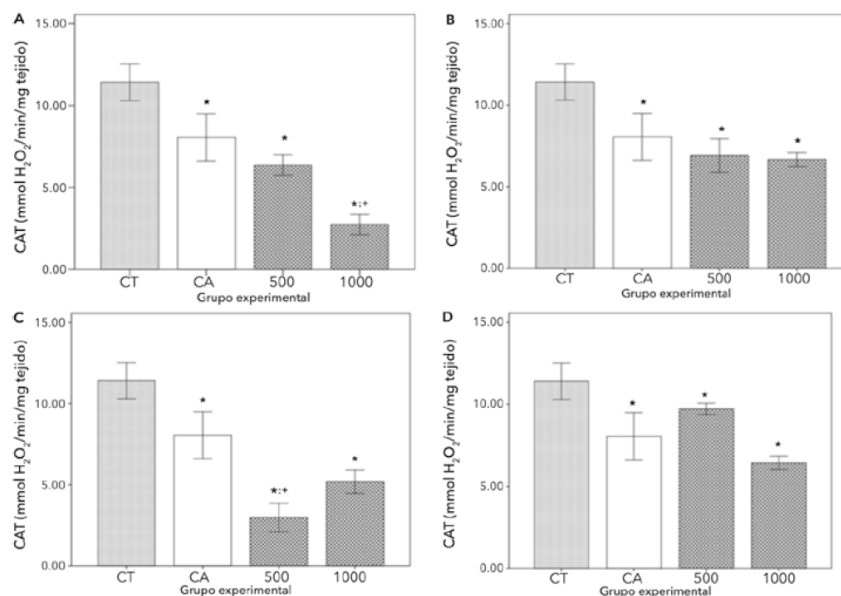 A
CAT (mmol H₂O₂/min/mg tejido)
15.00
10.00
5.00
0.00
*
*
*;+
CT CA 500 1000
Grupo experimental
B
CAT (mmol H₂O₂/min/mg tejido)
15.00
10.00
5.00
0.00
*
*
*
CT CA 500 1000
Grupo experimental
C
CAT (mmol H₂O₂/min/mg tejido)
15.00
10.00
5.00
0.00
*
*;+
*
CT CA 500 1000
Grupo experimental
D
CAT (mmol H₂O₂/min/mg tejido)
15.00
10.00
5.00
0.00
*
*
*
CT CA 500 1000
Grupo experimental